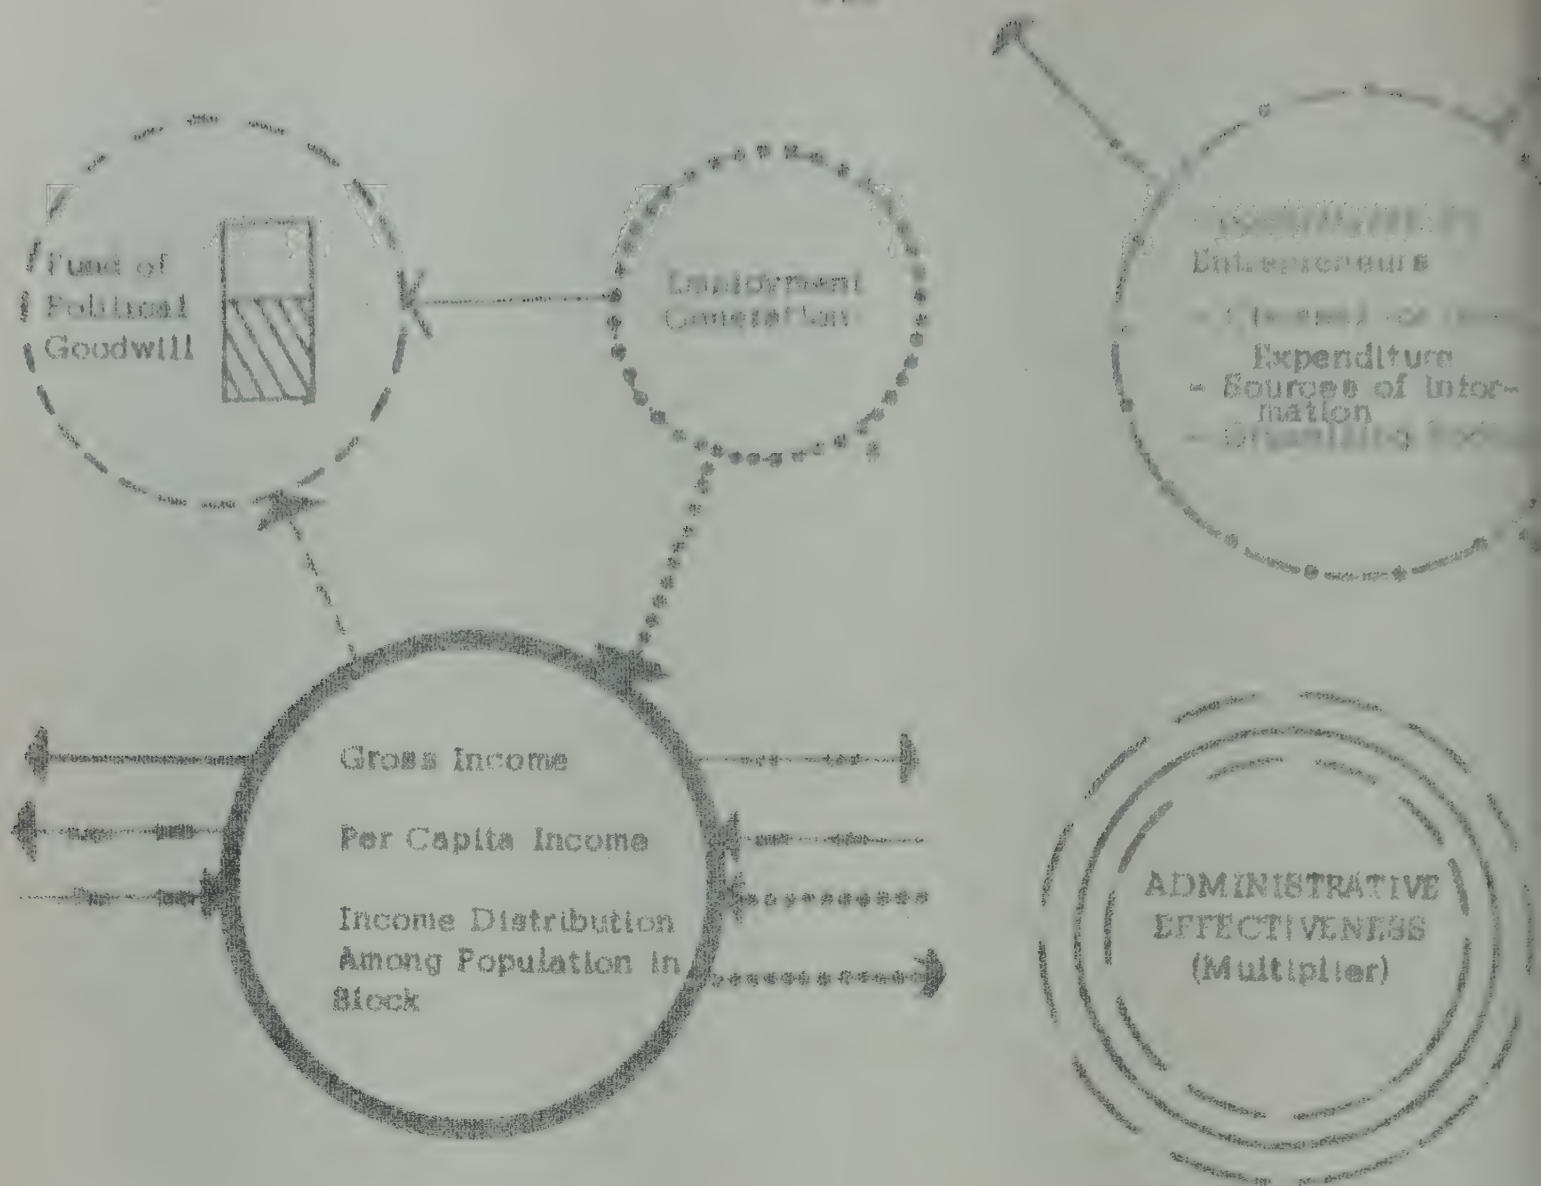 Fund of
Political
Goodwill
Employment
Generation
Entrepreneurs
-
Expenditure
- Sources of Infor-
mation
- Organizing
Gross Income
Per Capita Income
Income Distribution
Among Population in
Block
ADMINISTRATIVE
EFFECTIVENESS
(Multiplier)